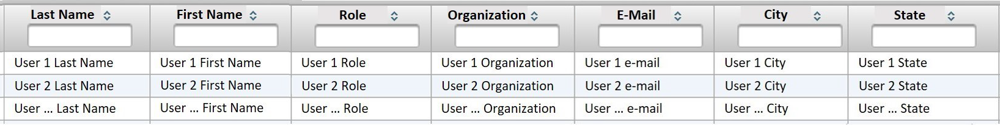 Last Name First Name Role Organization E-Mail City State
User 1 Last Name User 1 First Name User 1 Role User 1 Organization User 1 e-mail User 1 City User 1 State
User 2 Last Name User 2 First Name User 2 Role User 2 Organization User 2 e-mail User 2 City User 2 State
User ... Last Name User ... First Name User ... Role User ... Organization User ... e-mail User ... City User ... State